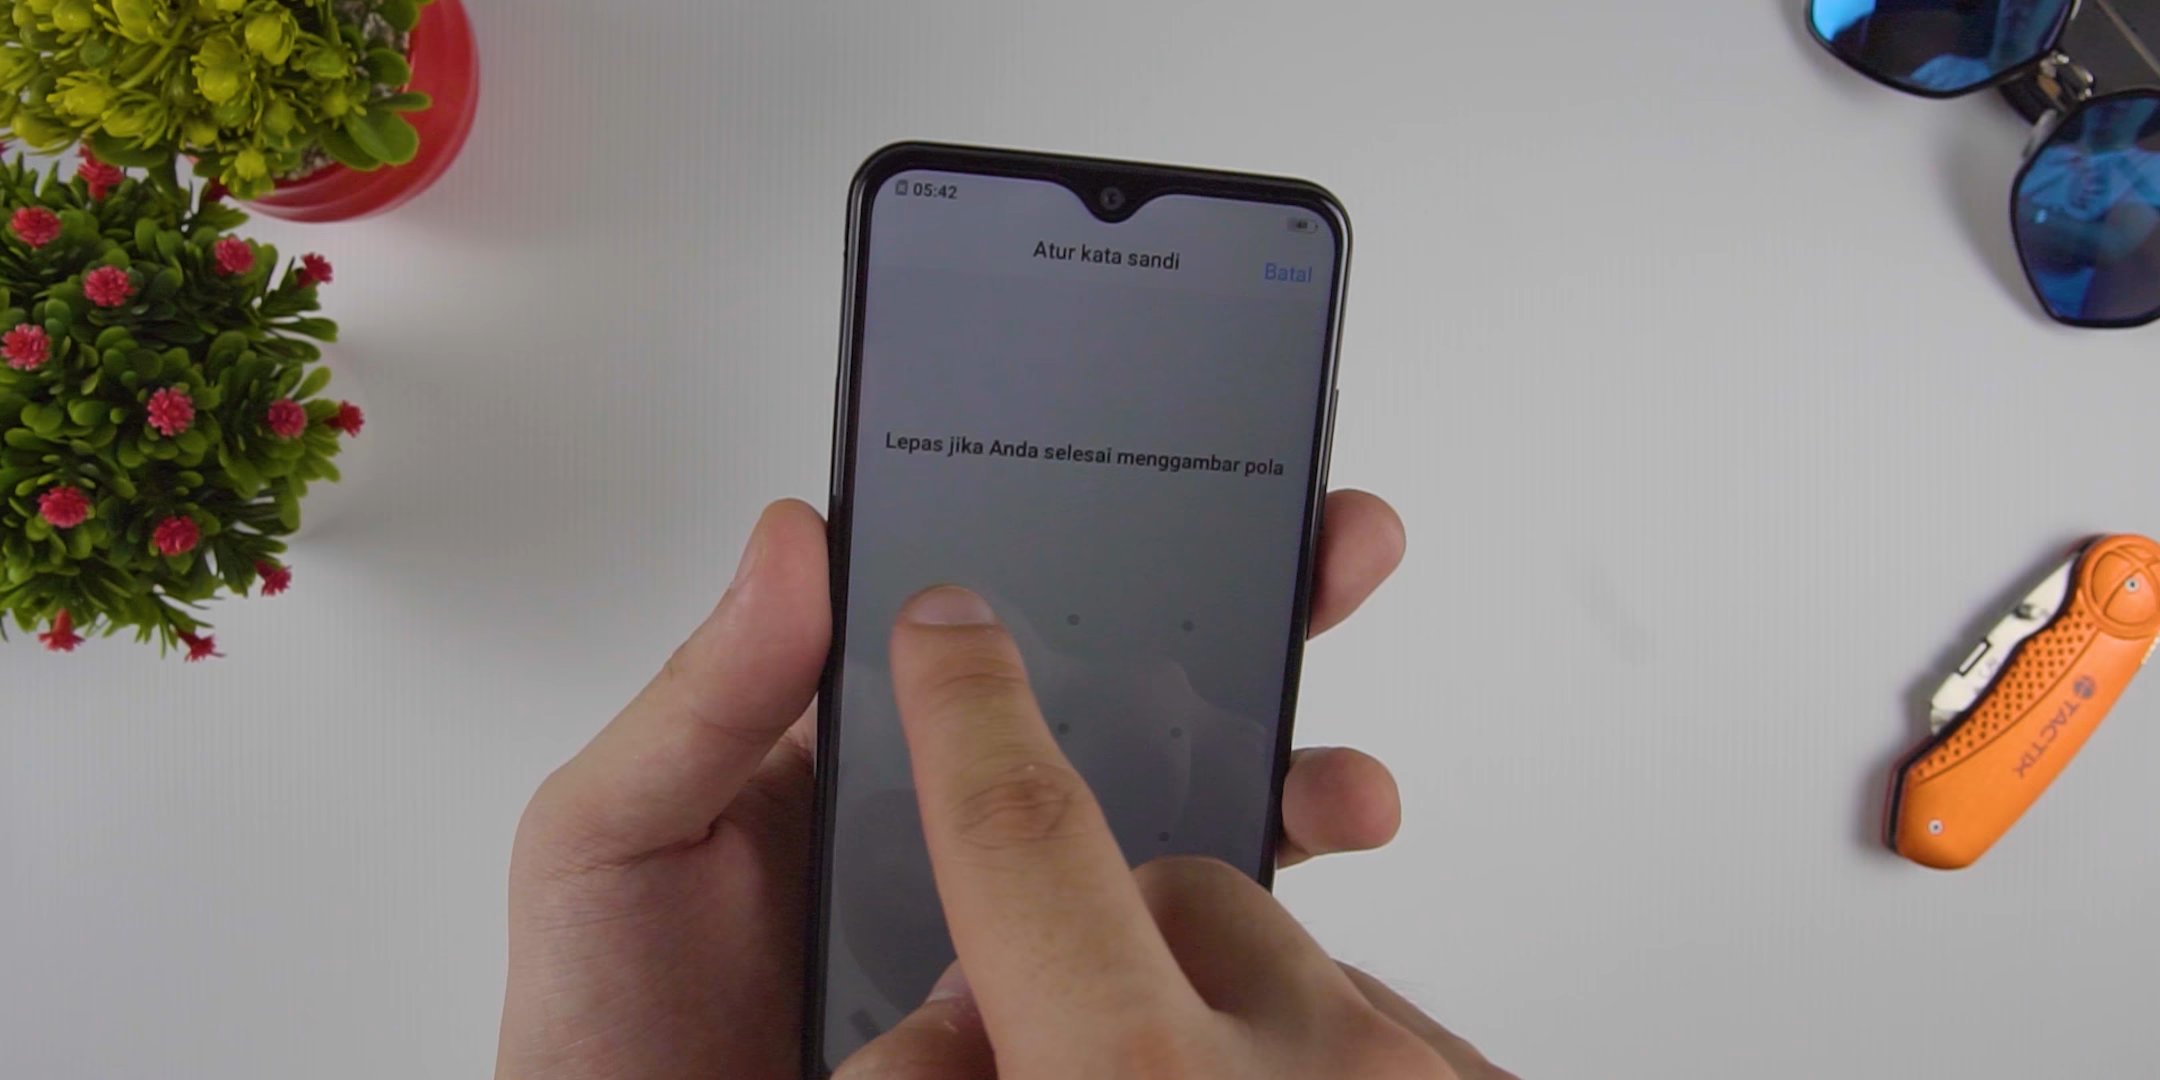 05:42
Atur kata sandi
Batal
Lepas jika Anda selesai menggambar pola
TACTIX